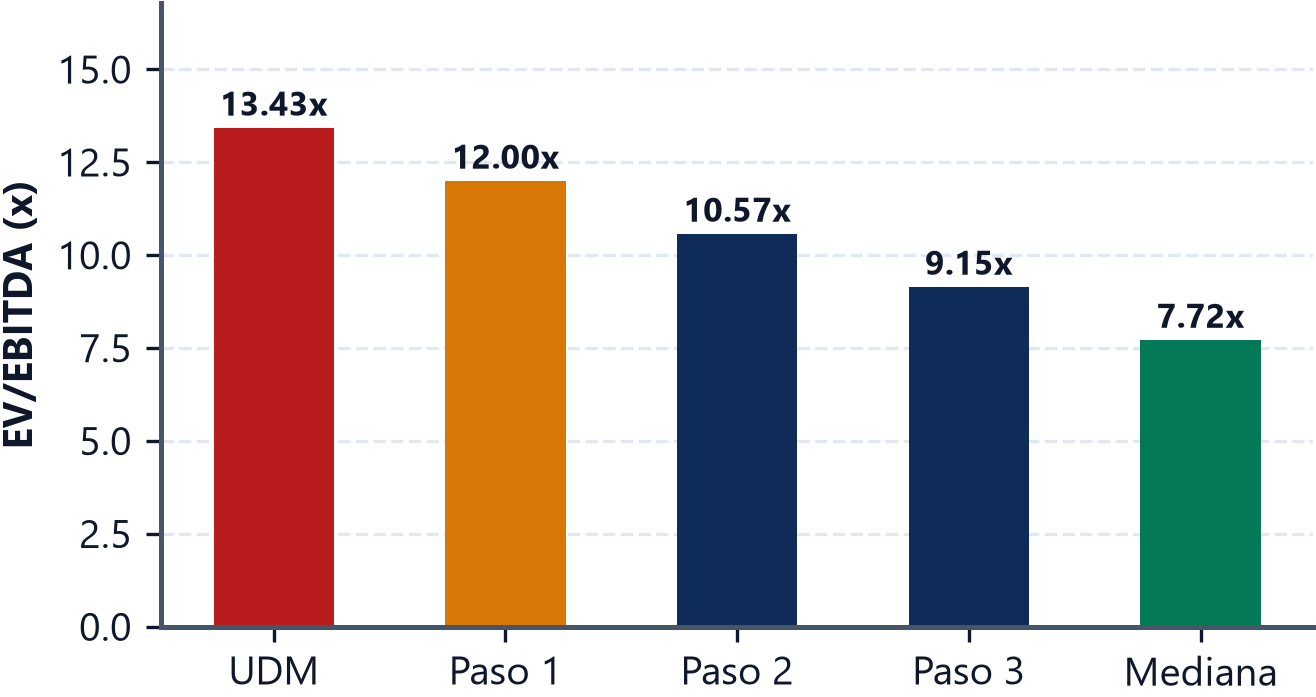 EV/EBITDA (x)
15.0
12.5
10.0
7.5
5.0
2.5
0.0
13.43x
12.00x
10.57x
9.15x
7.72x
UDM
Paso 1
Paso 2
Paso 3
Mediana